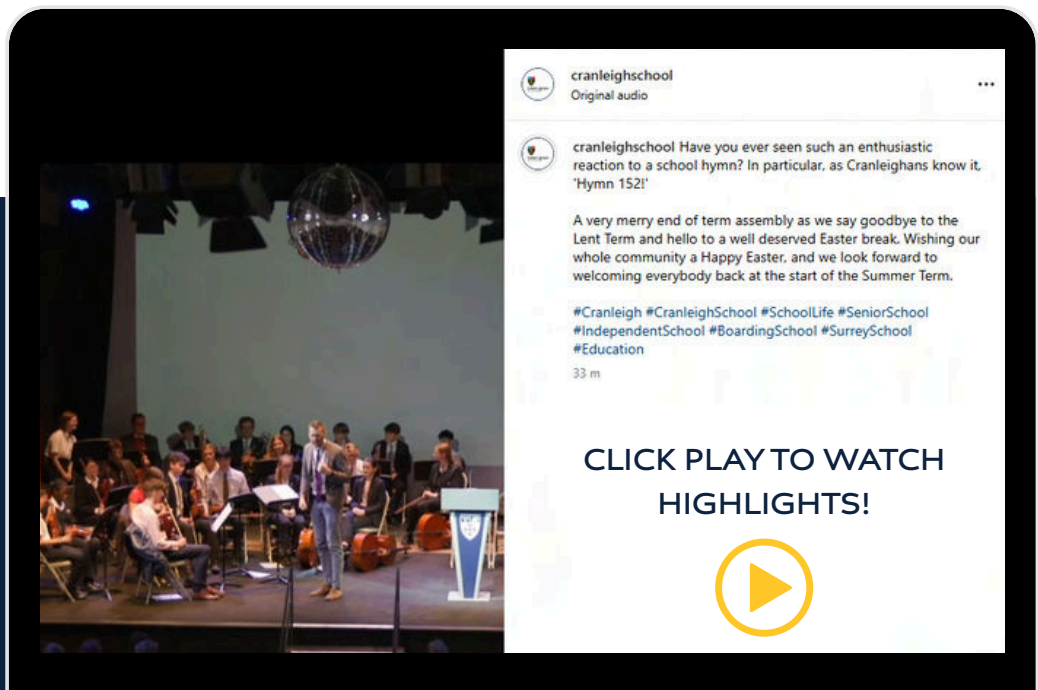 cranleighschool
Original audio
cranleighschool Have you ever seen such an enthusiastic
reaction to a school hymn? In particular, as Cranleighans know it,
'Hymn 152!'
A very merry end of term assembly as we say goodbye to the
Lent Term and hello to a well deserved Easter break. Wishing our
whole community a Happy Easter, and we look forward to
welcoming everybody back at the start of the Summer Term.
#Cranleigh #CranleighSchool #SchoolLife #SeniorSchool
#IndependentSchool #BoardingSchool #SurreySchool
#Education
33 m
CLICK PLAY TO WATCH
HIGHLIGHTS!